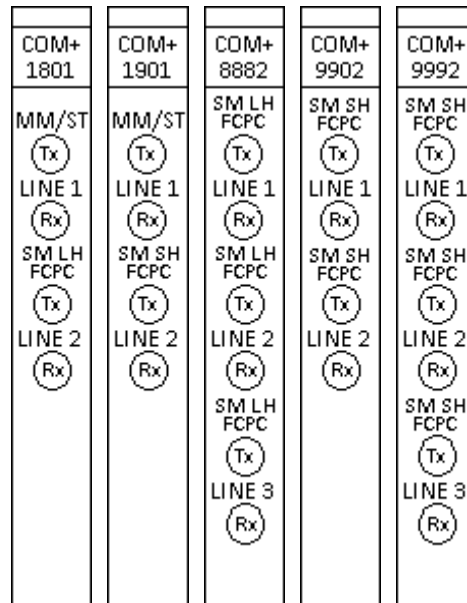 COM+
1801
MM/ST
Tx
LINE 1
Rx
SM LH
FCPC
Tx
LINE 2
Rx
COM+
1901
MM/ST
Tx
LINE 1
Rx
SM SH
FCPC
Tx
LINE 2
Rx
COM+
8882
SM LH
FCPC
Tx
LINE 1
Rx
SM LH
FCPC
Tx
LINE 2
Rx
SM LH
FCPC
Tx
LINE 3
Rx
COM+
9902
SM SH
FCPC
Tx
LINE 1
Rx
SM SH
FCPC
Tx
LINE 2
Rx
COM+
9992
SM SH
FCPC
Tx
LINE 1
Rx
SM SH
FCPC
Tx
LINE 2
Rx
SM SH
FCPC
Tx
LINE 3
Rx